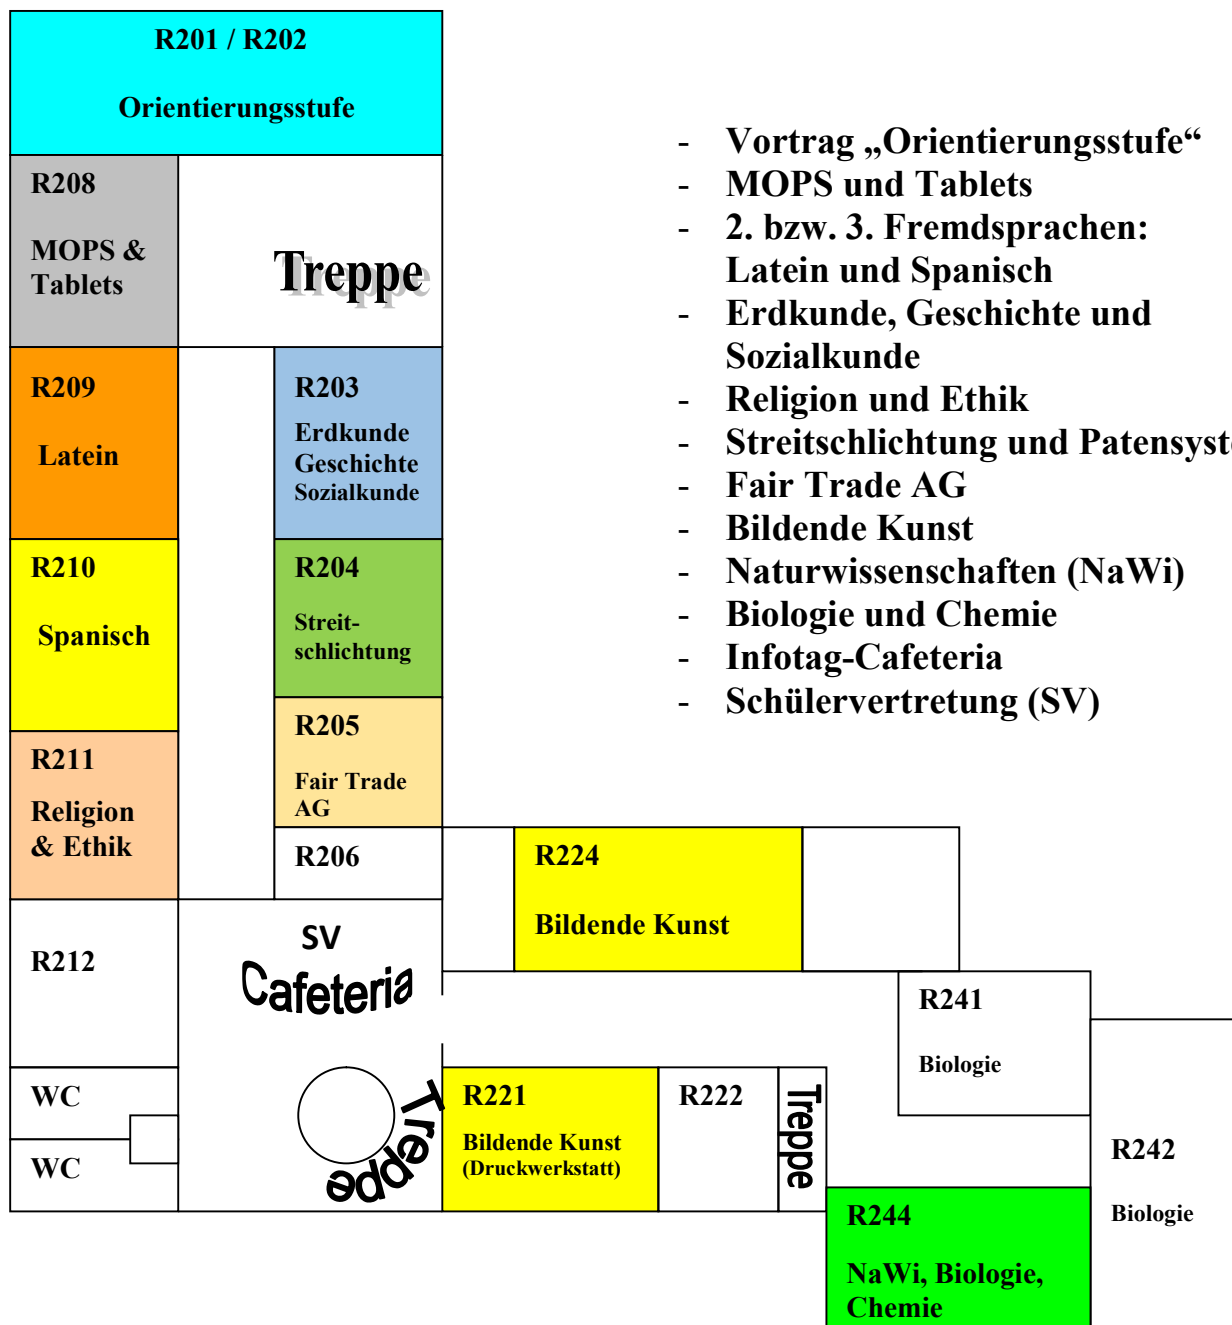 R201 / R202
Orientierungsstufe
R208
MOPS &
Tablets
Treppe
R209
Latein
R203
Erdkunde
Geschichte
Sozialkunde
R210
Spanisch
R204
Streit-
schlichtung
R211
Religion
& Ethik
R205
Fair Trade
AG
R206
R212
SV
Cafeteria
WC
WC
Treppe
- Vortrag „Orientierungsstufe“
- MOPS und Tablets
- 2. bzw. 3. Fremdsprachen:
Latein und Spanisch
- Erdkunde, Geschichte und
Sozialkunde
- Religion und Ethik
- Streitschlichtung und Patensyst
- Fair Trade AG
- Bildende Kunst
- Naturwissenschaften (NaWi)
- Biologie und Chemie
- Infotag-Cafeteria
- Schülervertretung (SV)
R224
Bildende Kunst
R221
Bildende Kunst
(Druckwerkstatt)
R222
Treppe
R241
Biologie
R242
Biologie
R244
NaWi, Biologie,
Chemie